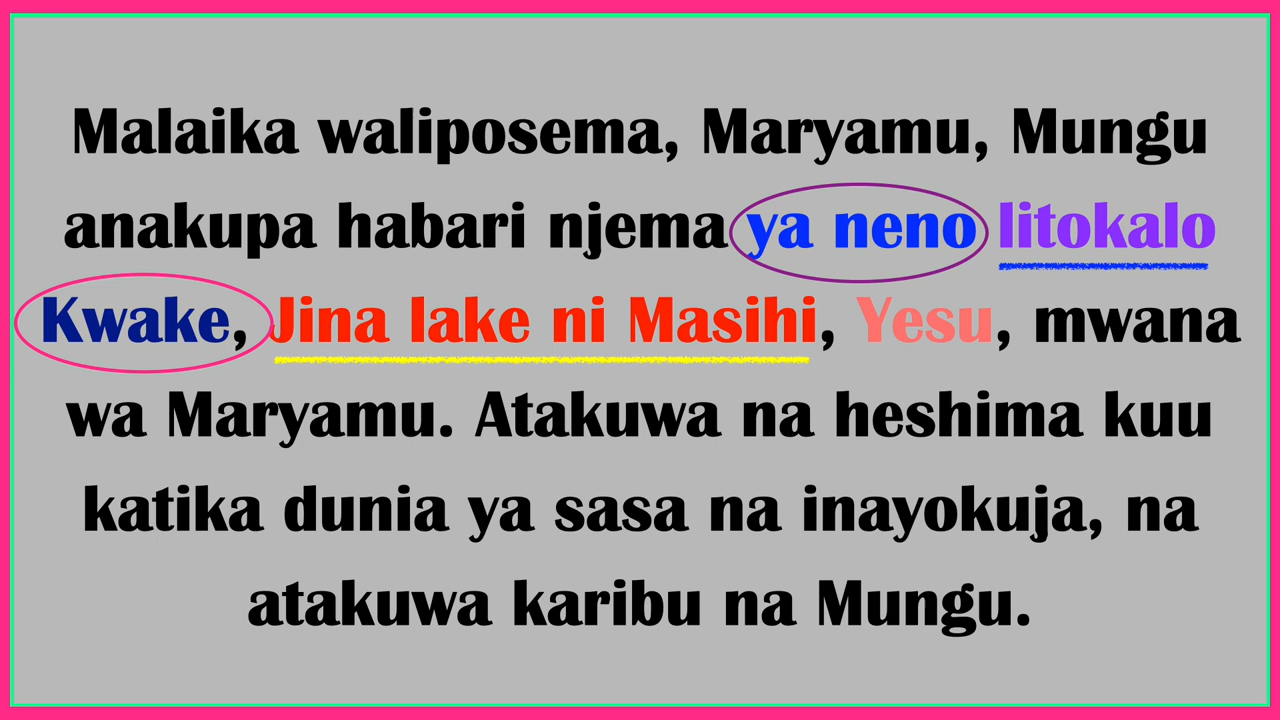 Malaika waliposema, Maryamu, Mungu
anakupa habari njema ya neno litokalo
Kwake, Jina lake ni Masihi, Yesu, mwana
wa Maryamu. Atakuwa na heshima kuu
katika dunia ya sasa na inayokuja, na
atakuwa karibu na Mungu.